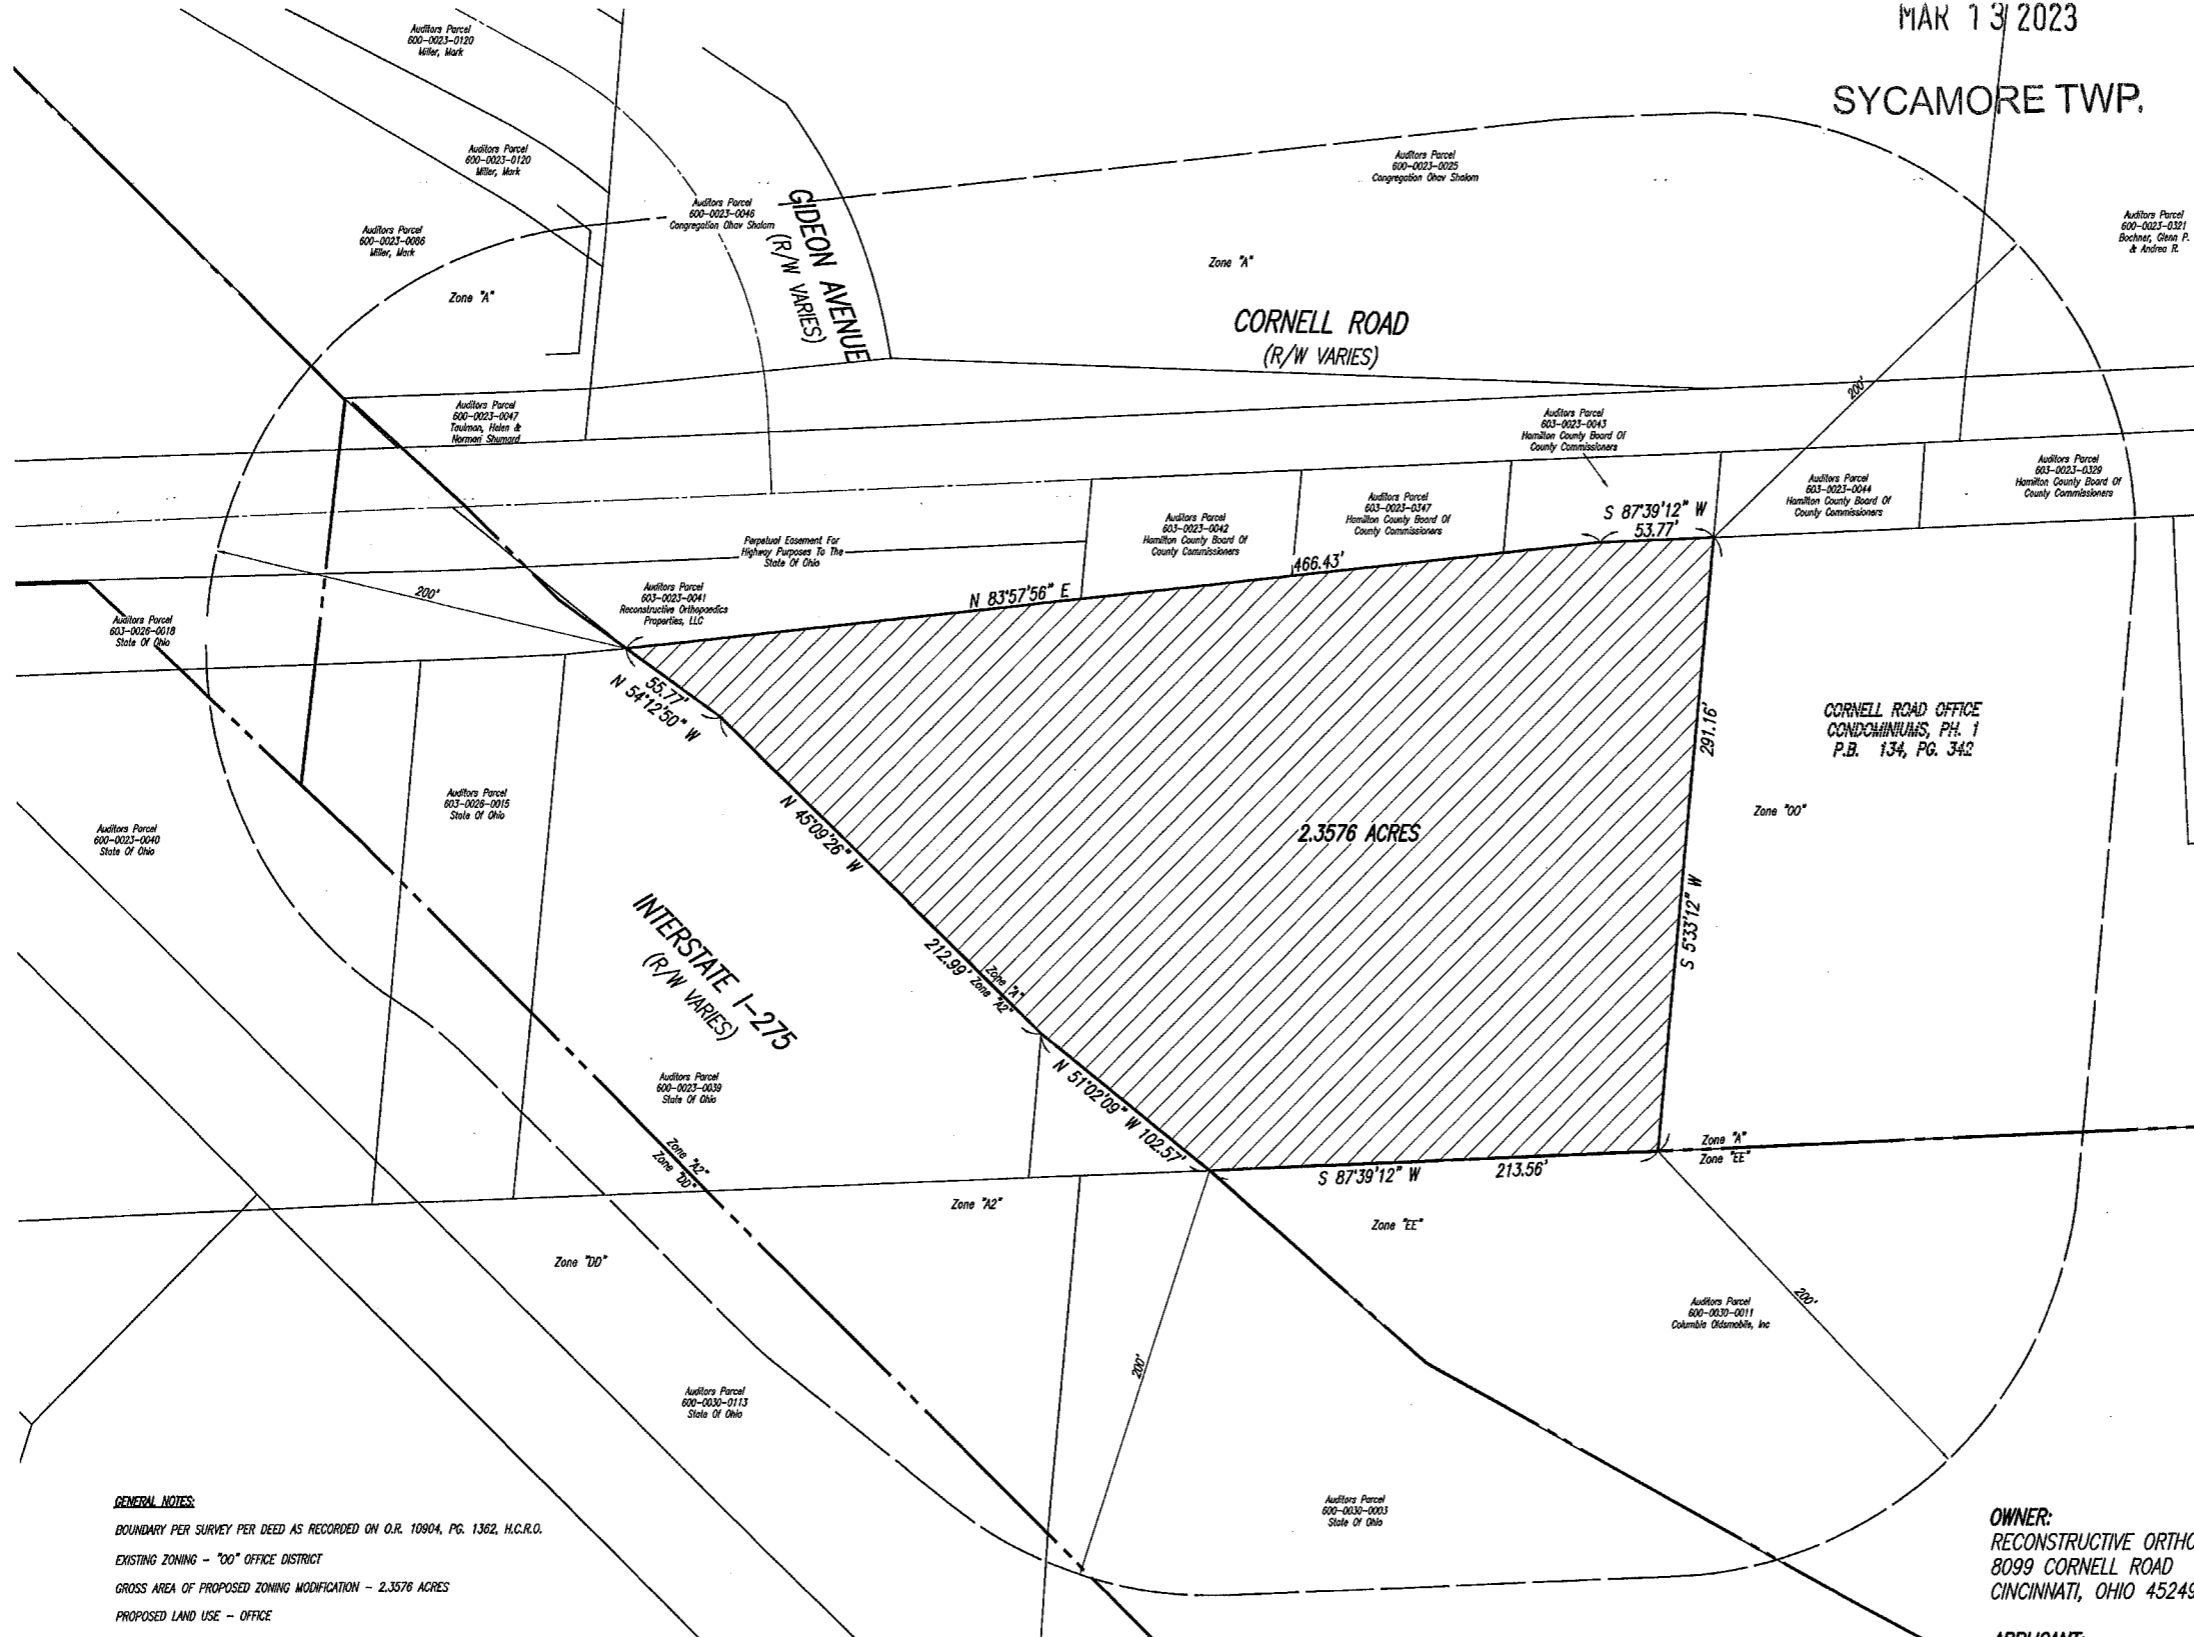 MAR 13 2023
SYCAMORE TWP.
Auditors Parcel
600-0023-0120
Miller, Mark
Auditors Parcel
600-0023-0120
Miller, Mark
Auditors Parcel
600-0023-0025
Congregation Ohav Shalom
Auditors Parcel
600-0023-0046
Congregation Ohav Shalom
GIDEON AVENUE
(R/W VARIES)
Auditors Parcel
600-0023-0086
Miller, Mark
Auditors Parcel
600-0023-0321
Bochner, Glenn P.
& Andrea R.
Zone "A"
Zone "A"
CORNELL ROAD
(R/W VARIES)
200'
Auditors Parcel
600-0023-0047
Taulman, Helen &
Norman Shumard
Auditors Parcel
603-0023-0043
Hamilton County Board Of
County Commissioners
Auditors Parcel
603-0023-0329
Hamilton County Board Of
County Commissioners
Auditors Parcel
603-0023-0044
Hamilton County Board Of
County Commissioners
Auditors Parcel
603-0023-0347
Hamilton County Board Of
County Commissioners
Auditors Parcel
603-0023-0042
Hamilton County Board Of
County Commissioners
S 87°39'12" W
53.77'
Perpetual Easement For
Highway Purposes To The
State Of Ohio
466.43'
N 83°57'56" E
200'
Auditors Parcel
603-0023-0041
Reconstructive Orthopaedics
Properties, LLC
Auditors Parcel
603-0026-0018
State Of Ohio
55.77'
N 54°12'50" W
291.16'
CORNELL ROAD OFFICE
CONDOMINIUMS, PH. 1
P.B. 134, PG. 342
Auditors Parcel
603-0026-0015
State Of Ohio
Zone "OO"
N 45°09'26" W
2.3576 ACRES
Auditors Parcel
600-0023-0040
State Of Ohio
S 5°33'12" W
INTERSTATE I-275
(R/W VARIES)
212.99'
Zone "A"
Zone "A2"
Auditors Parcel
600-0023-0039
State Of Ohio
N 51°02'09" W 102.57'
Zone "A2"
Zone "DD"
Zone "A"
Zone "EE"
S 87°39'12" W
213.56'
Zone "A2"
Zone "EE"
Zone "DD"
Auditors Parcel
600-0030-0011
Columbia Oldsmobile, Inc
200'
200'
Auditors Parcel
600-0030-0113
State Of Ohio
Auditors Parcel
600-0030-0003
State Of Ohio
GENERAL NOTES:
BOUNDARY PER SURVEY PER DEED AS RECORDED ON O.R. 10904, PG. 1362, H.C.R.O.
EXISTING ZONING - "OO" OFFICE DISTRICT
GROSS AREA OF PROPOSED ZONING MODIFICATION - 2.3576 ACRES
PROPOSED LAND USE - OFFICE
OWNER:
RECONSTRUCTIVE ORTHO
8099 CORNELL ROAD
CINCINNATI, OHIO 45249
APPLICANT: